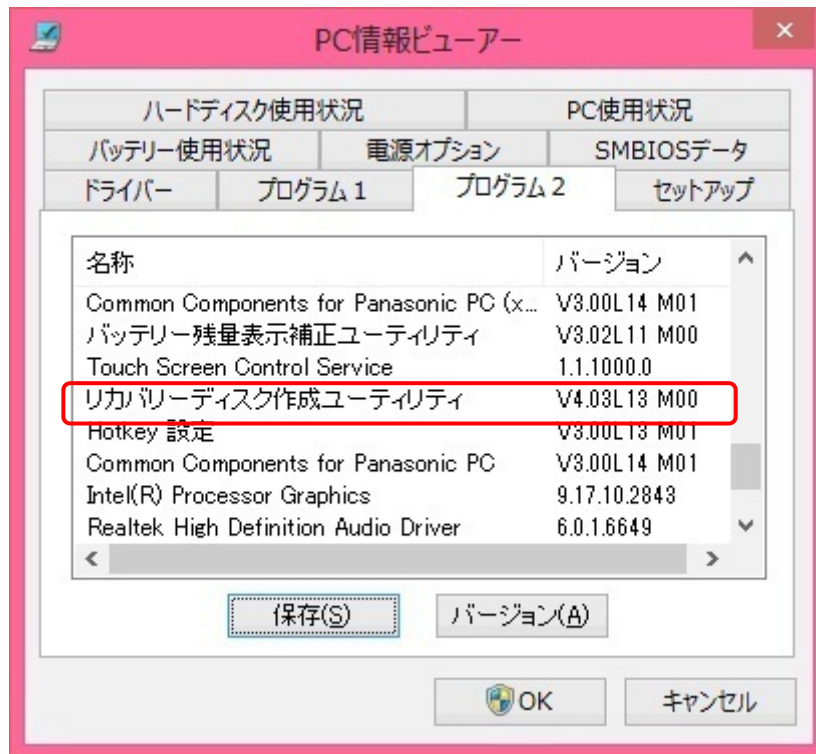 PC情報ビューアー
ハードディスク使用状況 PC使用状況
バッテリー使用状況 電源オプション SMBIOSデータ
ドライバー プログラム 1 プログラム 2 セットアップ
名称 バージョン
Common Components for Panasonic PC (x... V3.00L14 M01
バッテリー残量表示補正ユーティリティ V3.02L11 M00
Touch Screen Control Service 1.1.1000.0
リカバリーディスク作成ユーティリティ V4.03L13 M00
Hotkey 設定 V3.00L13 M01
Common Components for Panasonic PC V3.00L14 M01
Intel(R) Processor Graphics 9.17.10.2843
Realtek High Definition Audio Driver 6.0.1.6649
保存(S) バージョン(A)
OK キャンセル